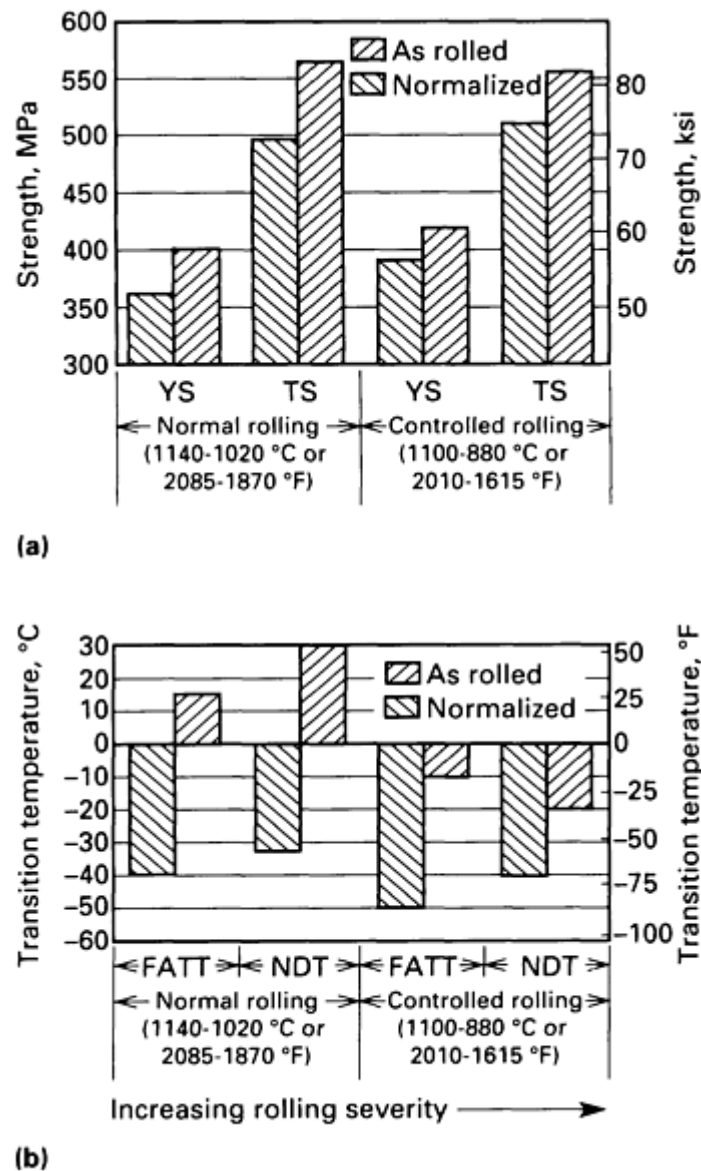 600
550
500
450
400
350
300
Strength, MPa
As rolled
Normalized
80
70
60
50
Strength, ksi
YS TS YS TS
Normal rolling Controlled rolling
(1140-1020 °C or (1100-880 °C or
2085-1870 °F) 2010-1615 °F)
(a)
30
20
10
0
−10
−20
−30
−40
−50
−60
Transition temperature, °C
As rolled
Normalized
50
25
0
−25
−50
−75
−100
Transition temperature, °F
FATT NDT FATT NDT
Normal rolling Controlled rolling
(1140-1020 °C or (1100-880 °C or
2085-1870 °F) 2010-1615 °F)
Increasing rolling severity
(b)